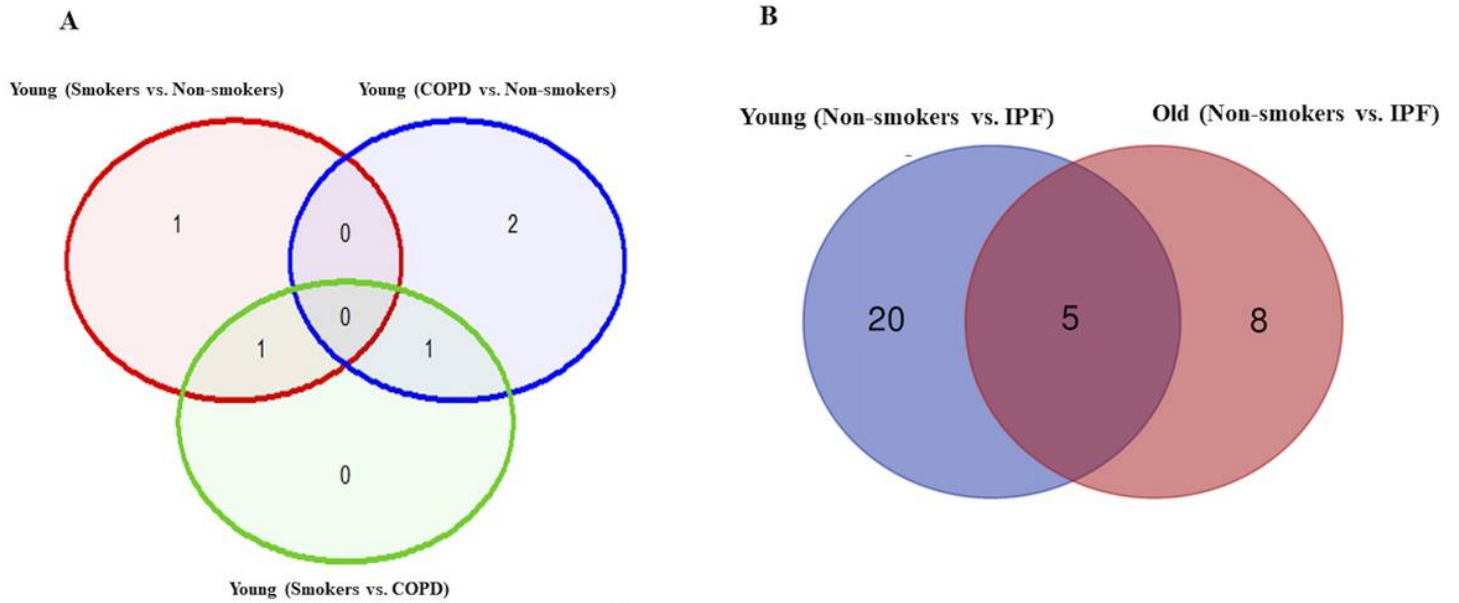 A
Young (Smokers vs. Non-smokers)
Young (COPD vs. Non-smokers)
1
0
2
0
1
1
0
Young (Smokers vs. COPD)
B
Young (Non-smokers vs. IPF)
Old (Non-smokers vs. IPF)
20
5
8